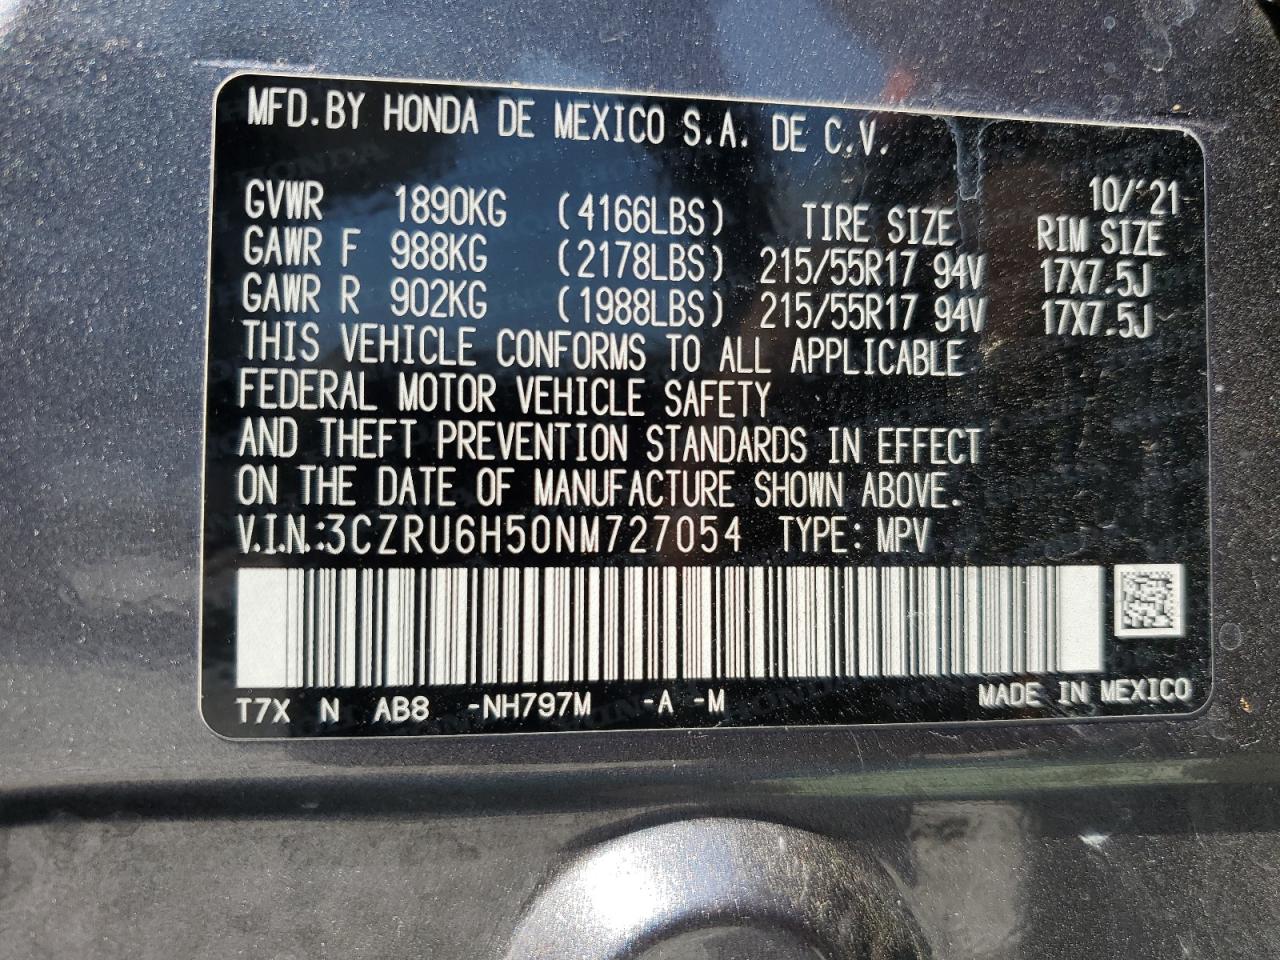 MFD.BY HONDA DE MEXICO S.A. DE C.V.
10/'21
GVWR 1890KG (4166LBS) TIRE SIZE RIM SIZE
GAWR F 988KG (2178LBS) 215/55R17 94V 17X7.5J
GAWR R 902KG (1988LBS) 215/55R17 94V 17X7.5J
THIS VEHICLE CONFORMS TO ALL APPLICABLE
FEDERAL MOTOR VEHICLE SAFETY
AND THEFT PREVENTION STANDARDS IN EFFECT
ON THE DATE OF MANUFACTURE SHOWN ABOVE.
V.I.N.:3CZRU6H50NM727054 TYPE: MPV
T7X N AB8 -NH797M -A -M MADE IN MEXICO